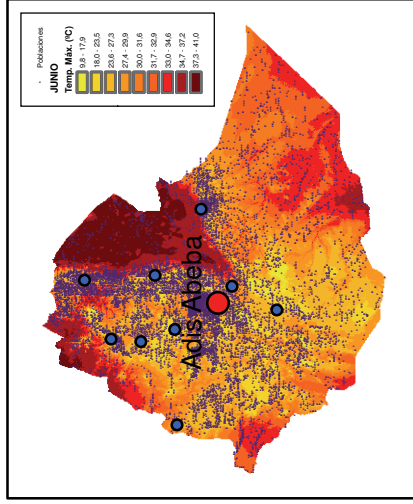 Poblaciones
JUNIO
Temp. Máx. (ºC)
9,8 - 17,9
18,0 - 23,5
23,6 - 27,3
27,4 - 29,9
30,0 - 31,6
31,7 - 32,9
33,0 - 34,6
34,7 - 37,2
37,3 - 41,0
Adis Abeba